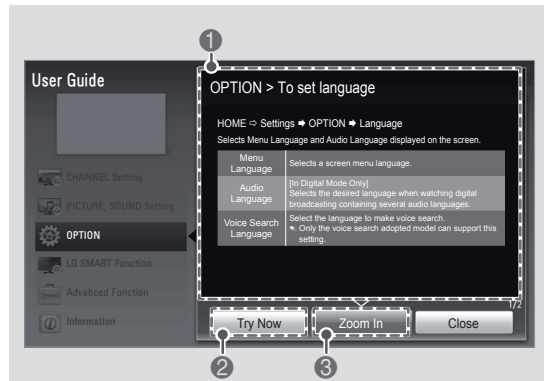 1
User Guide
OPTION > To set language
HOME ⇨ Settings ➡ OPTION ➡ Language
Selects Menu Language and Audio Language displayed on the screen.
Menu Language
Selects a screen menu language.
Audio Language
[In Digital Mode Only]
Selects the desired language when watching digital
broadcasting containing several audio languages.
Voice Search Language
Select the language to make voice search.
Only the voice search adopted model can support this
setting.
CHANNEL Setting
PICTURE, SOUND Setting
OPTION
LG SMART Function
Advabced Function
Information
1/2
Try Now
Zoom In
Close
2
3